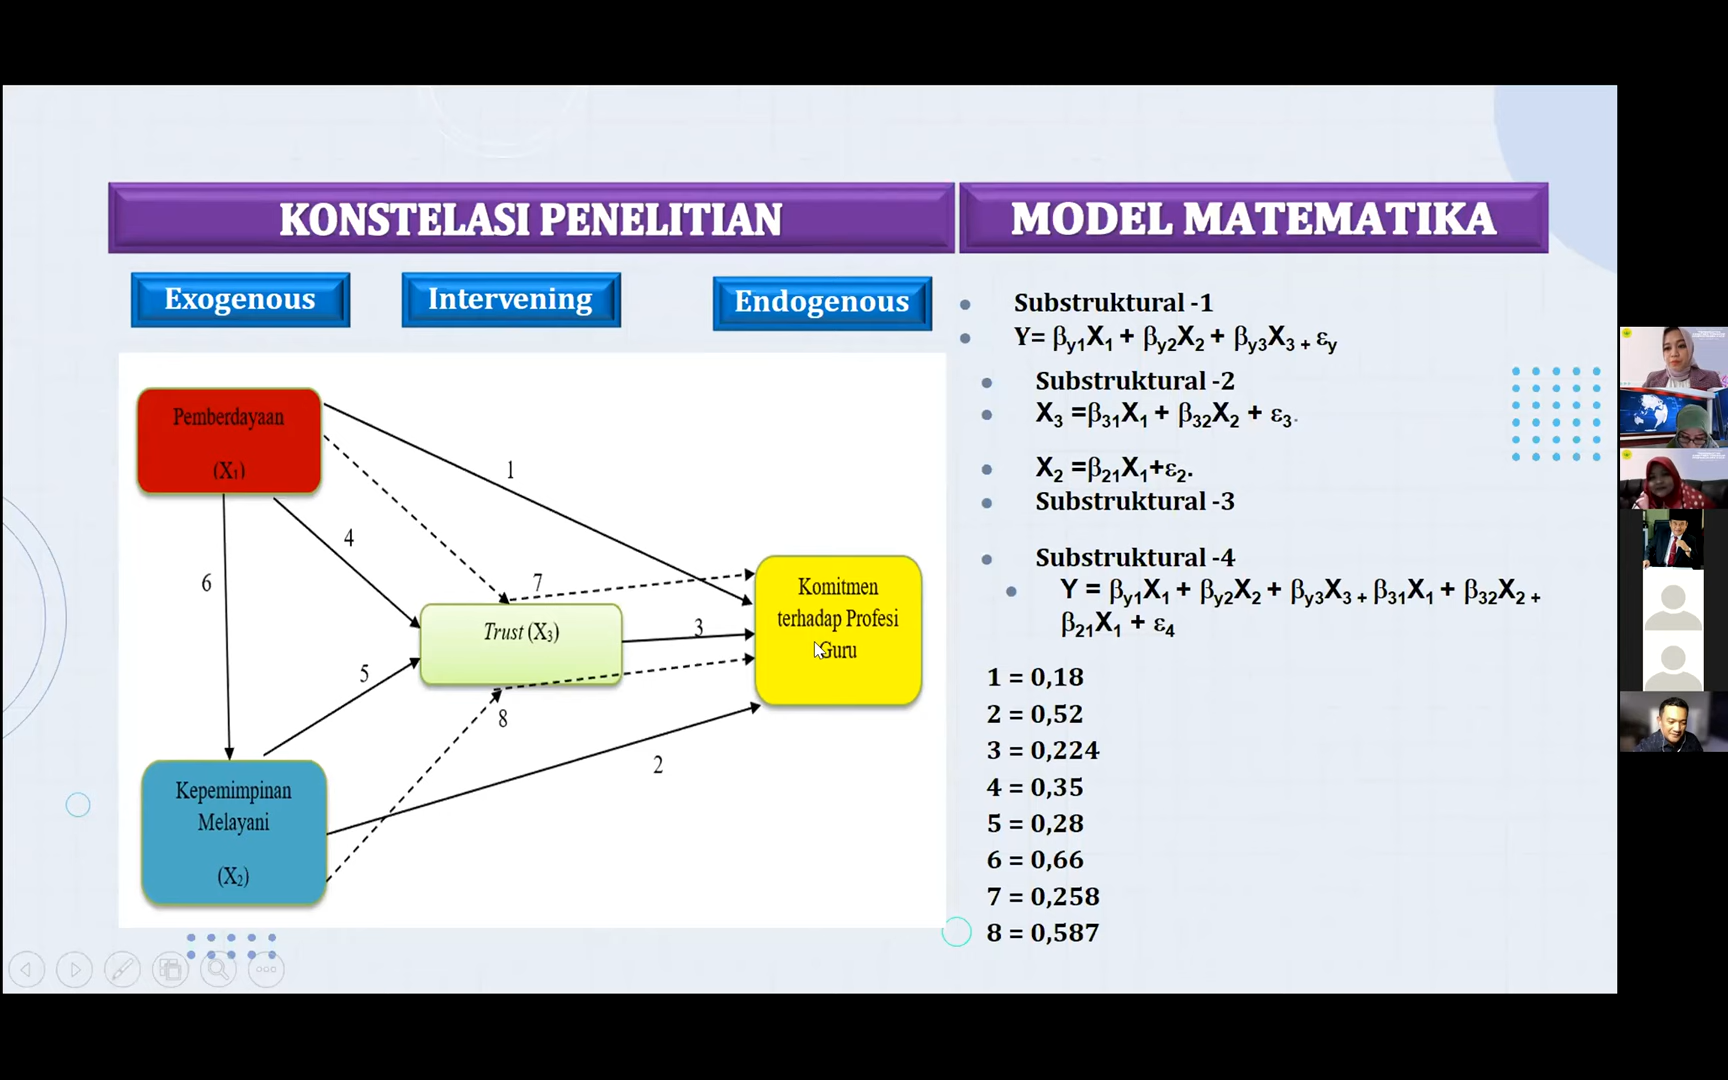 KONSTELASI PENELITIAN
MODEL MATEMATIKA
Exogenous
Intervening
Endogenous
Pemberdayaan
(X₁)
1
4
6
7
Trust (X₃)
3
5
8
2
Komitmen
terhadap Profesi
Guru
Kepemimpinan
Melayani
(X₂)
Substruktural -1
Y= βy1X1 + βy2X2 + βy3X3 + εy
Substruktural -2
X3 =β31X1 + β32X2 + ε3.
X2 =β21X1+ε2.
Substruktural -3
Substruktural -4
Y = βy1X1 + βy2X2 + βy3X3 + β31X1 + β32X2 +
β21X1 + ε4
1 = 0,18
2 = 0,52
3 = 0,224
4 = 0,35
5 = 0,28
6 = 0,66
7 = 0,258
8 = 0,587